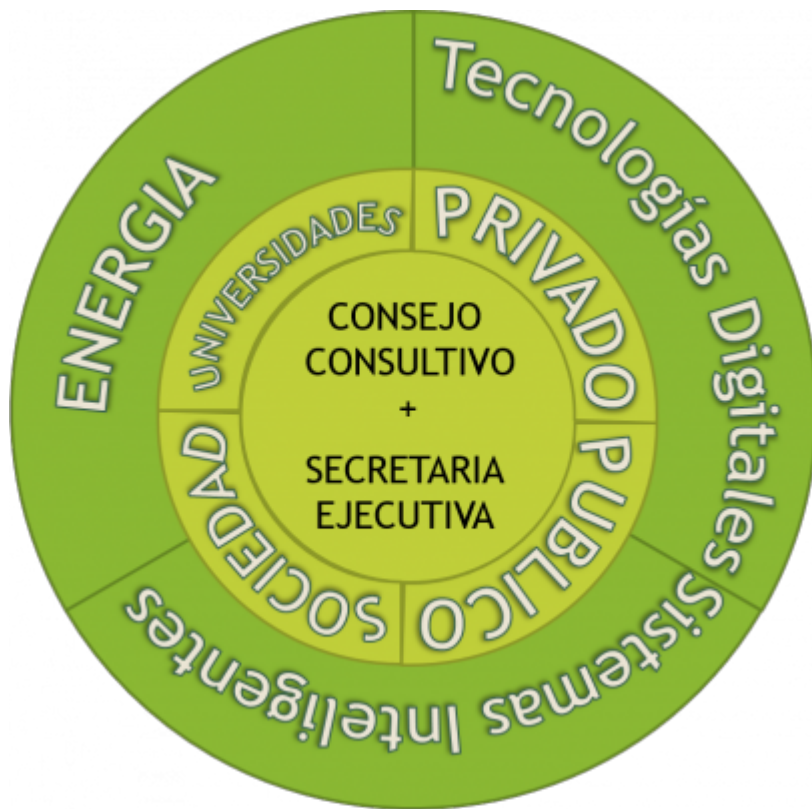 ENERGIA
Tecnologías Digitales
Sistemas Inteligentes
UNIVERSIDADES
PRIVADO
PUBLICO
SOCIEDAD
CONSEJO
CONSULTIVO
+
SECRETARIA
EJECUTIVA